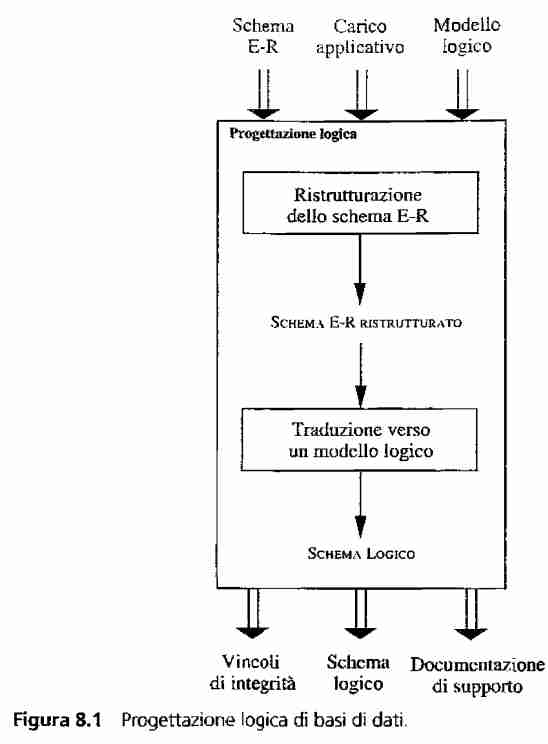 Schema
E-R
Carico
applicativo
Modello
logico
Progettazione logica
Ristrutturazione
dello schema E-R
SCHEMA E-R RISTRUTTURATO
Traduzione verso
un modello logico
SCHEMA LOGICO
Vincoli
di integrità
Schema
logico
Documentazione
di supporto
Figura 8.1 Progettazione logica di basi di dati.